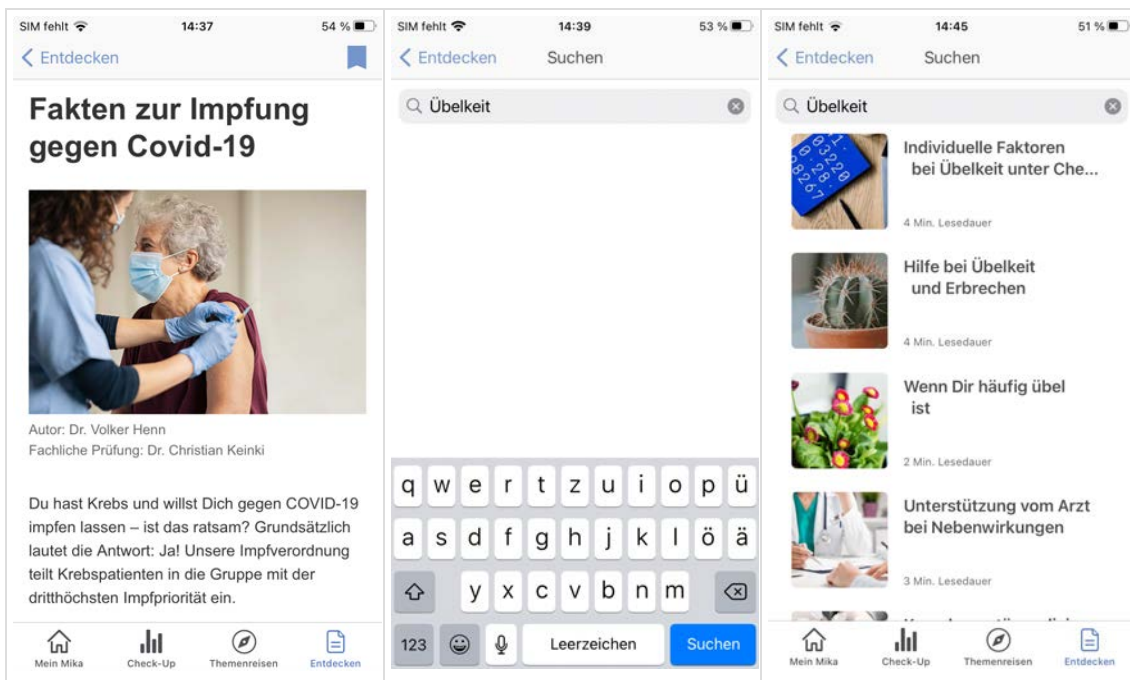 SIM fehlt 14:37 54 %
Entdecken
Fakten zur Impfung
gegen Covid-19
Autor: Dr. Volker Henn
Fachliche Prüfung: Dr. Christian Keinki
Du hast Krebs und willst Dich gegen COVID-19
impfen lassen – ist das ratsam? Grundsätzlich
lautet die Antwort: Ja! Unsere Impfverordnung
teilt Krebspatienten in die Gruppe mit der
dritthöchsten Impfpriorität ein.
Mein Mika Check-Up Themenreisen Entdecken
SIM fehlt 14:39 53 %
Entdecken Suchen
Übelkeit
q w e r t z u i o p ü
a s d f g h j k l ö ä
y x c v b n m
123 Leerzeichen Suchen
SIM fehlt 14:45 51 %
Entdecken Suchen
Übelkeit
Individuelle Faktoren
bei Übelkeit unter Che...
4 Min. Lesedauer
Hilfe bei Übelkeit
und Erbrechen
4 Min. Lesedauer
Wenn Dir häufig übel
ist
2 Min. Lesedauer
Unterstützung vom Arzt
bei Nebenwirkungen
3 Min. Lesedauer
Mein Mika Check-Up Themenreisen Entdecken